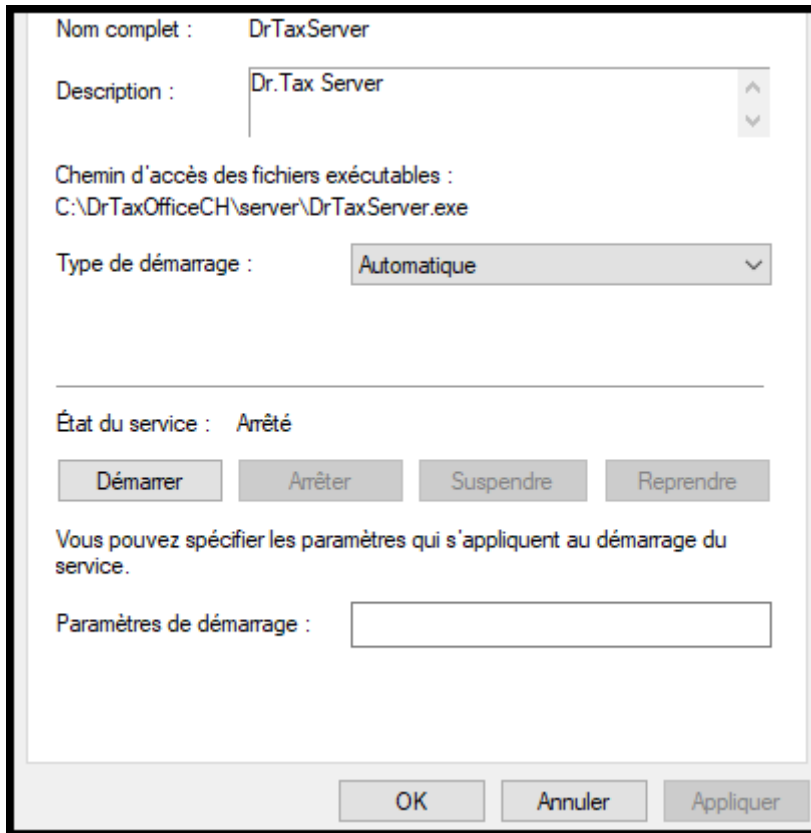 Nom complet : DrTaxServer
Description : Dr.Tax Server
Chemin d'accès des fichiers exécutables :
C:\DrTaxOfficeCH\server\DrTaxServer.exe
Type de démarrage : Automatique
État du service : Arrêté
Démarrer Arrêter Suspendre Reprendre
Vous pouvez spécifier les paramètres qui s'appliquent au démarrage du
service.
Paramètres de démarrage :
OK Annuler Appliquer